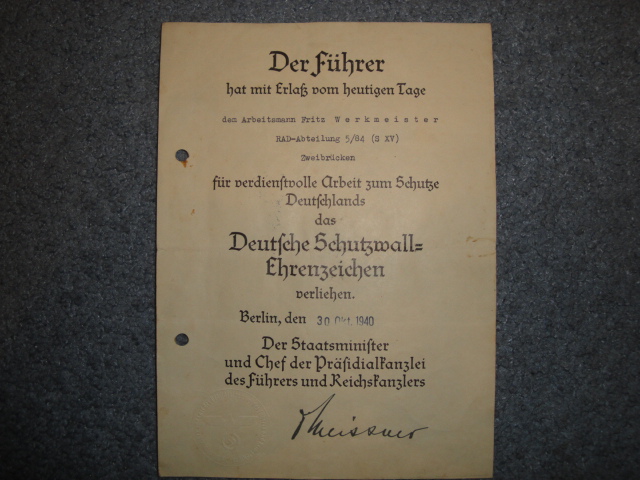 Der Führer
hat mit Erlaß vom heutigen Tage
dem Arbeitsmann Fritz Werkmeister
RAD-Abteilung 5/84 (S XV)
Zweibrücken
für verdienstvolle Arbeit zum Schutze
Deutschlands
das
Deutsche Schutzwall=
Ehrenzeichen
verliehen.
Berlin, den 30 Okt. 1940
Der Staatsminister
und Chef der Präsidialkanzlei
des Führers und Reichskanzlers
Meissner